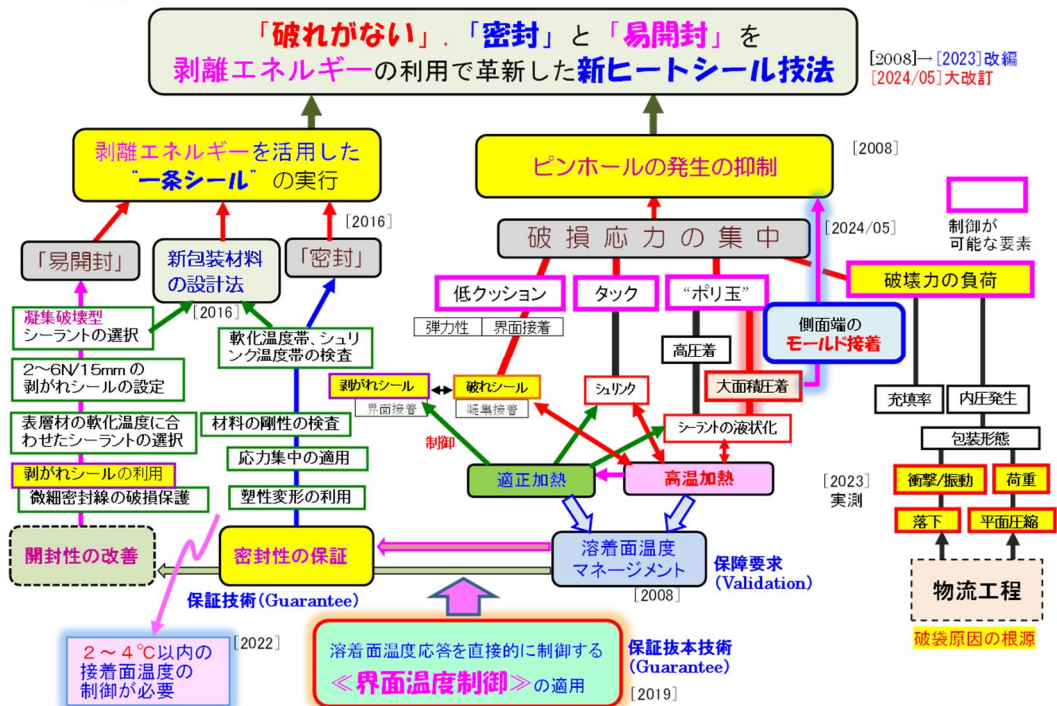 「破れがない」,「密封」と「易開封」を
剥離エネルギーの利用で革新した新ヒートシール技法
[2008]→[2023]改編
[2024/05]大改訂
剥離エネルギーを活用した
“一条シール” の実行
[2016]
ピンホールの発生の抑制
[2008]
[2024/05]
制御が
可能な要素
「易開封」
新包装材料
の設計法
[2016]
「密封」
破損応力の集中
破壊力の負荷
低クッション
タック
“ポリ玉”
弾力性
界面接着
高圧着
側面端の
モールド接着
凝集破壊型
シーラントの選択
軟化温度帯、シュリ
ンク温度帯の検査
2～6N/15mmの
剥がれシールの設定
剥がれシール
界面接着
破れシール
凝集接着
シュリンク
大面積圧着
充填率
内圧発生
表層材の軟化温度に合
わせたシーラントの選択
材料の剛性の検査
制御
シーラントの液状化
包装形態
応力集中の適用
剥がれシールの利用
微細密封線の破損保護
塑性変形の利用
適正加熱
高温加熱
[2023]
実測
衝撃/振動
荷重
落下
平面圧縮
開封性の改善
密封性の保証
溶着面温度
マネージメント
[2008]
保障要求
(Validation)
保証技術(Guarantee)
物流工程
破袋原因の根源
２～４℃以内の
接着面温度の
制御が必要
[2022]
溶着面温度応答を直接的に制御する
≪界面温度制御≫の適用
保証技本技術
(Guarantee)
[2019]